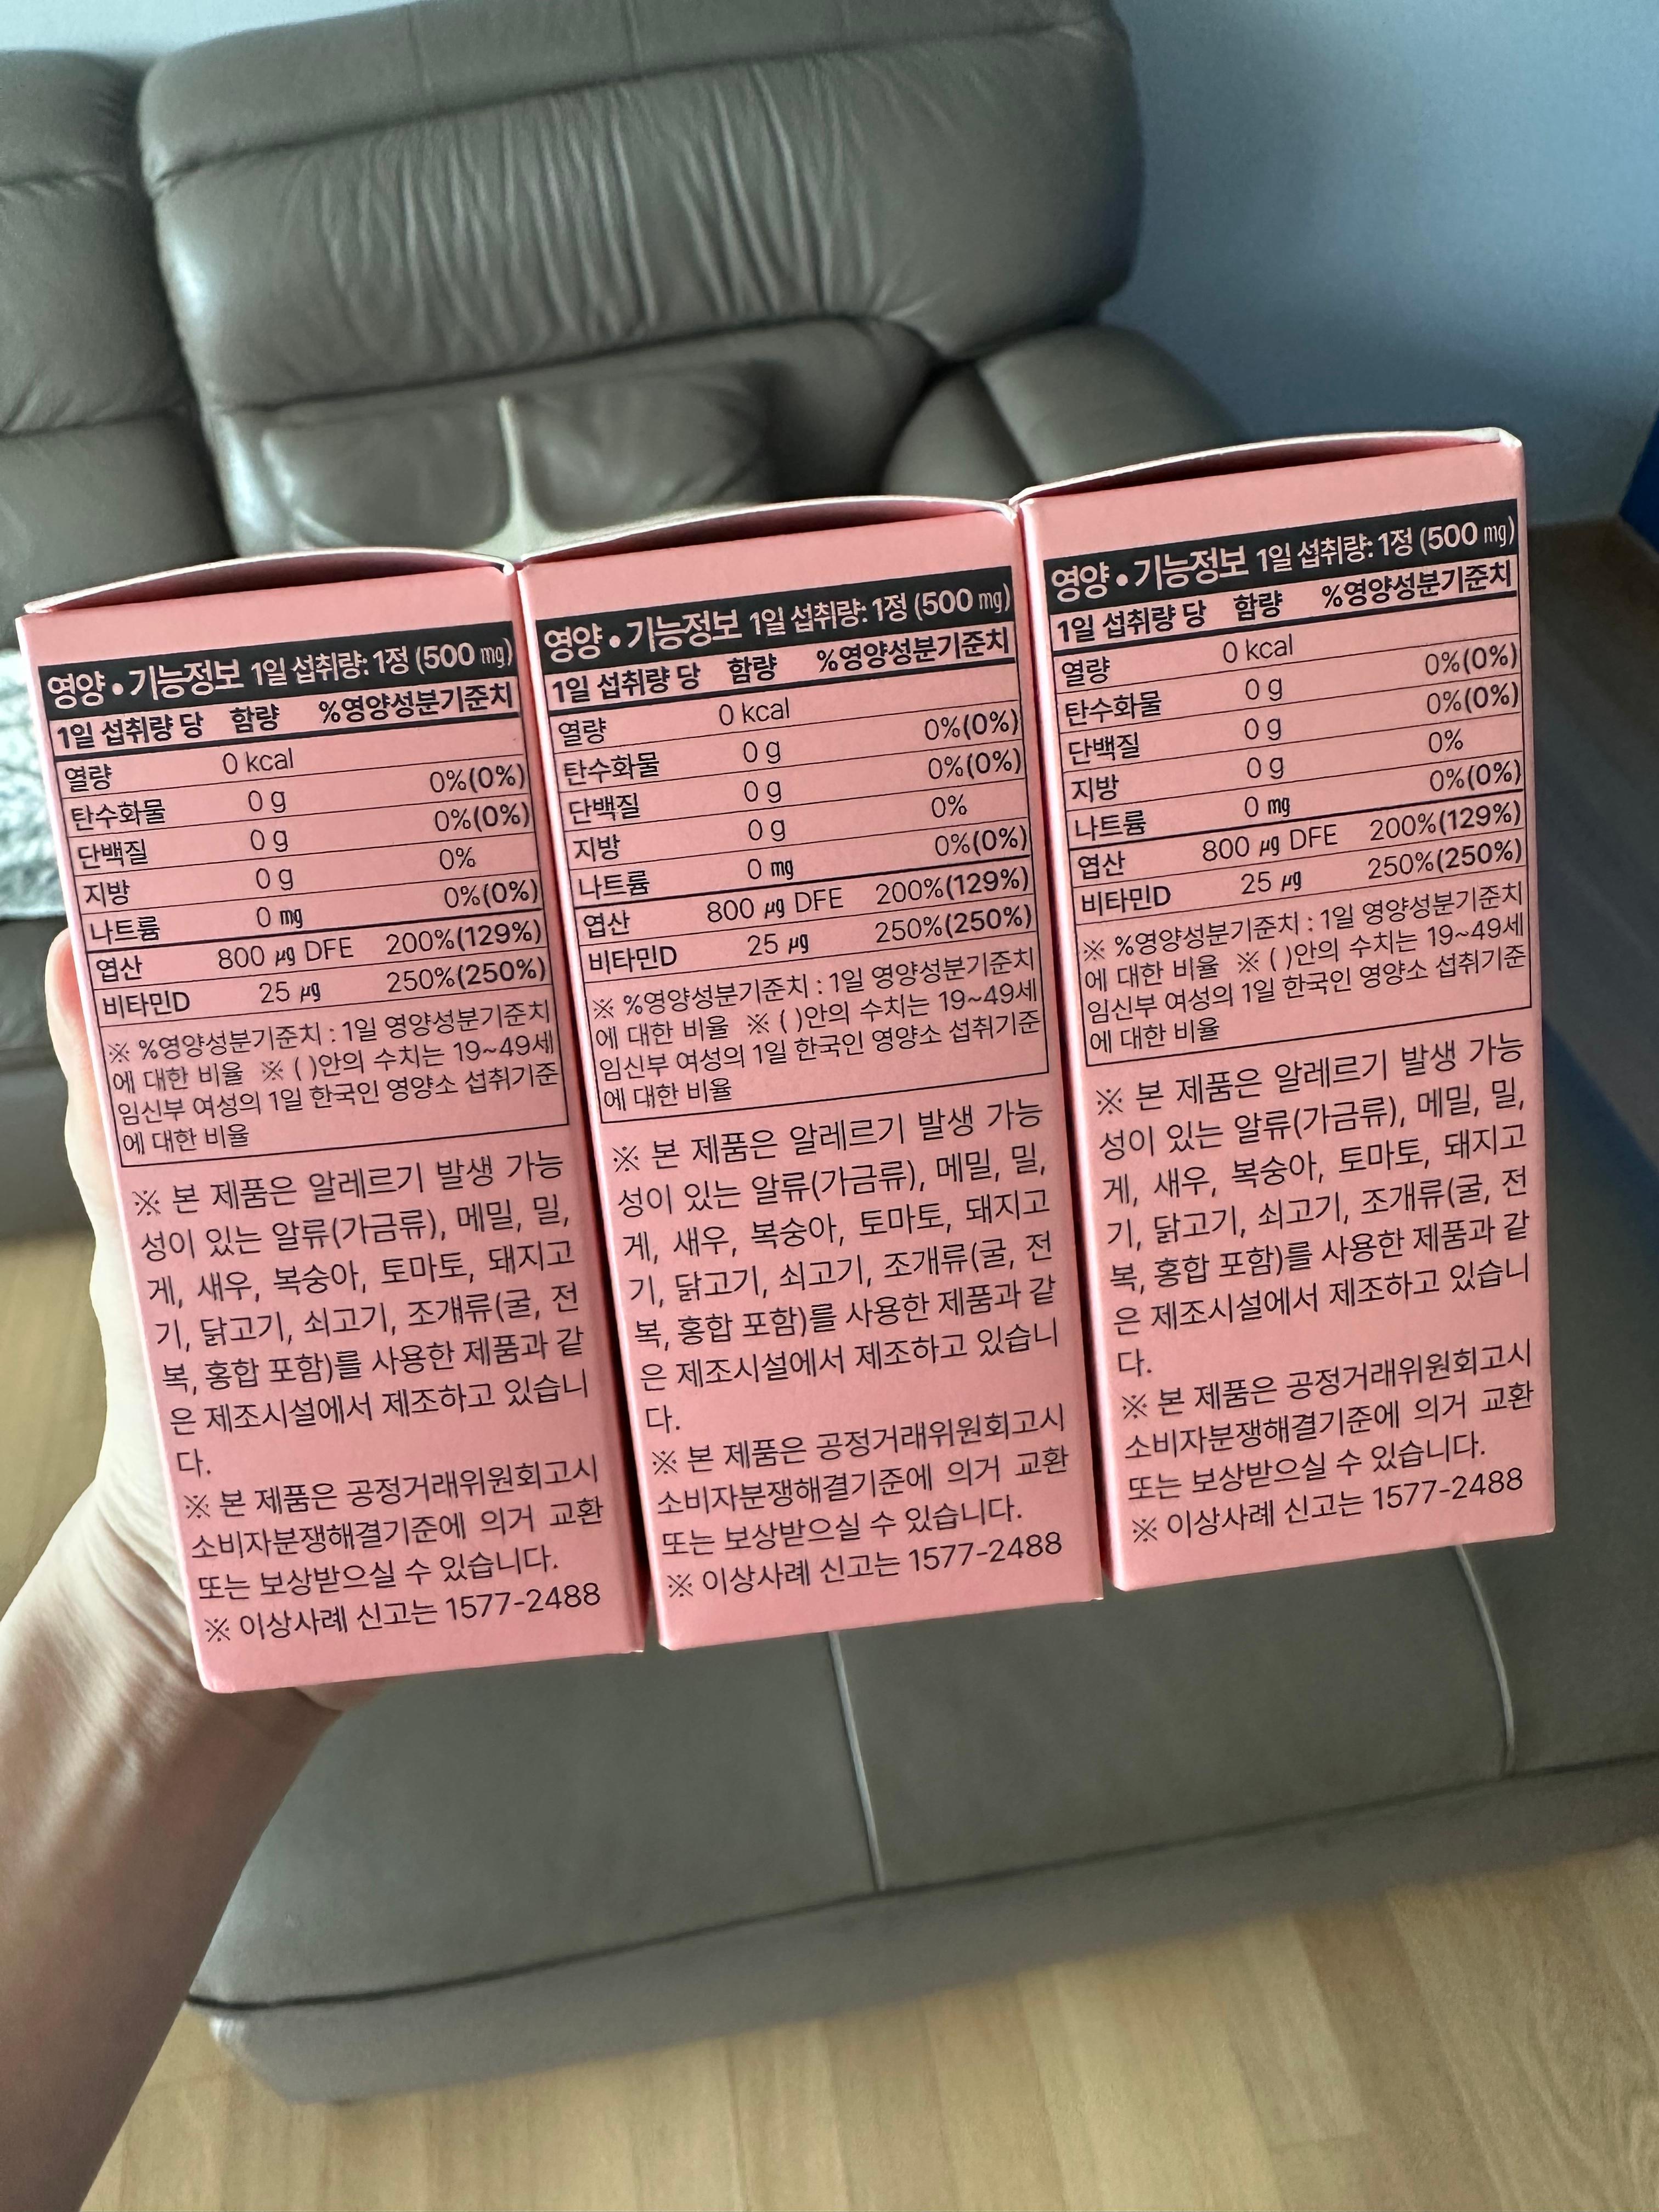 영양•기능정보 1일 섭취량: 1정 (500 ㎎)
1일 섭취량 당 함량 %영양성분기준치
열량 0 kcal
탄수화물 0 g 0%(0%)
단백질 0 g 0%(0%)
지방 0 g 0%
나트륨 0 ㎎ 0%(0%)
엽산 800 ㎍ DFE 200%(129%)
비타민D 25 ㎍ 250%(250%)
※ %영양성분기준치 : 1일 영양성분기준치
에 대한 비율 ※ ( )안의 수치는 19~49세
임신부 여성의 1일 한국인 영양소 섭취기준
에 대한 비율
※ 본 제품은 알레르기 발생 가능
성이 있는 알류(가금류), 메밀, 밀,
게, 새우, 복숭아, 토마토, 돼지고
기, 닭고기, 쇠고기, 조개류(굴, 전
복, 홍합 포함)를 사용한 제품과 같
은 제조시설에서 제조하고 있습니
다.
※ 본 제품은 공정거래위원회고시
소비자분쟁해결기준에 의거 교환
또는 보상받으실 수 있습니다.
※ 이상사례 신고는 1577-2488
영양•기능정보 1일 섭취량: 1정 (500 ㎎)
1일 섭취량 당 함량 %영양성분기준치
열량 0 kcal
탄수화물 0 g 0%(0%)
단백질 0 g 0%(0%)
지방 0 g 0%
나트륨 0 ㎎ 0%(0%)
엽산 800 ㎍ DFE 200%(129%)
비타민D 25 ㎍ 250%(250%)
※ %영양성분기준치 : 1일 영양성분기준치
에 대한 비율 ※ ( )안의 수치는 19~49세
임신부 여성의 1일 한국인 영양소 섭취기준
에 대한 비율
※ 본 제품은 알레르기 발생 가능
성이 있는 알류(가금류), 메밀, 밀,
게, 새우, 복숭아, 토마토, 돼지고
기, 닭고기, 쇠고기, 조개류(굴, 전
복, 홍합 포함)를 사용한 제품과 같
은 제조시설에서 제조하고 있습니
다.
※ 본 제품은 공정거래위원회고시
소비자분쟁해결기준에 의거 교환
또는 보상받으실 수 있습니다.
※ 이상사례 신고는 1577-2488
영양•기능정보 1일 섭취량: 1정 (500 ㎎)
1일 섭취량 당 함량 %영양성분기준치
열량 0 kcal
탄수화물 0 g 0%(0%)
단백질 0 g 0%(0%)
지방 0 g 0%
나트륨 0 ㎎ 0%(0%)
엽산 800 ㎍ DFE 200%(129%)
비타민D 25 ㎍ 250%(250%)
※ %영양성분기준치 : 1일 영양성분기준치
에 대한 비율 ※ ( )안의 수치는 19~49세
임신부 여성의 1일 한국인 영양소 섭취기준
에 대한 비율
※ 본 제품은 알레르기 발생 가능
성이 있는 알류(가금류), 메밀, 밀,
게, 새우, 복숭아, 토마토, 돼지고
기, 닭고기, 쇠고기, 조개류(굴, 전
복, 홍합 포함)를 사용한 제품과 같
은 제조시설에서 제조하고 있습니
다.
※ 본 제품은 공정거래위원회고시
소비자분쟁해결기준에 의거 교환
또는 보상받으실 수 있습니다.
※ 이상사례 신고는 1577-2488